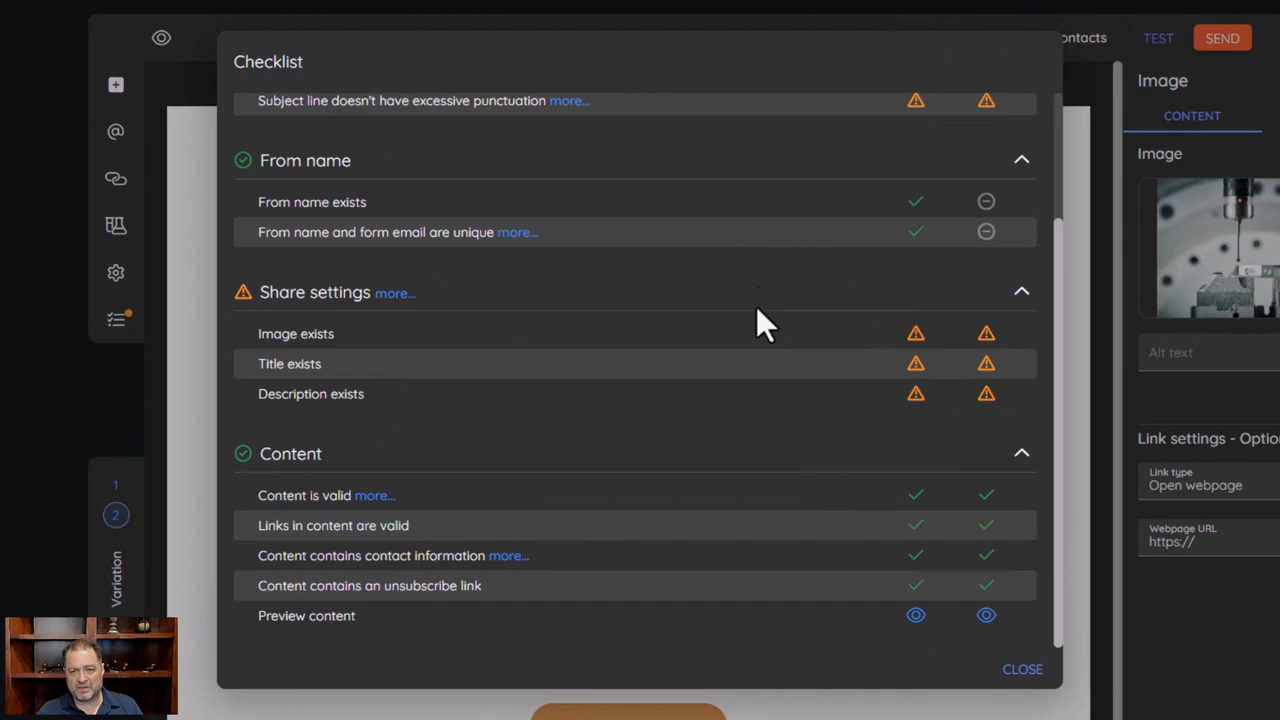 ontacts
TEST
SEND
Checklist
Subject line doesn't have excessive punctuation more...
From name
From name exists
From name and form email are unique more...
Share settings more...
Image exists
Title exists
Description exists
Content
Content is valid more...
Links in content are valid
Content contains contact information more...
Content contains an unsubscribe link
Preview content
CLOSE
1
2
Variation
Image
CONTENT
Image
Alt text
Link settings - Optio
Link type
Open webpage
Webpage URL
https://